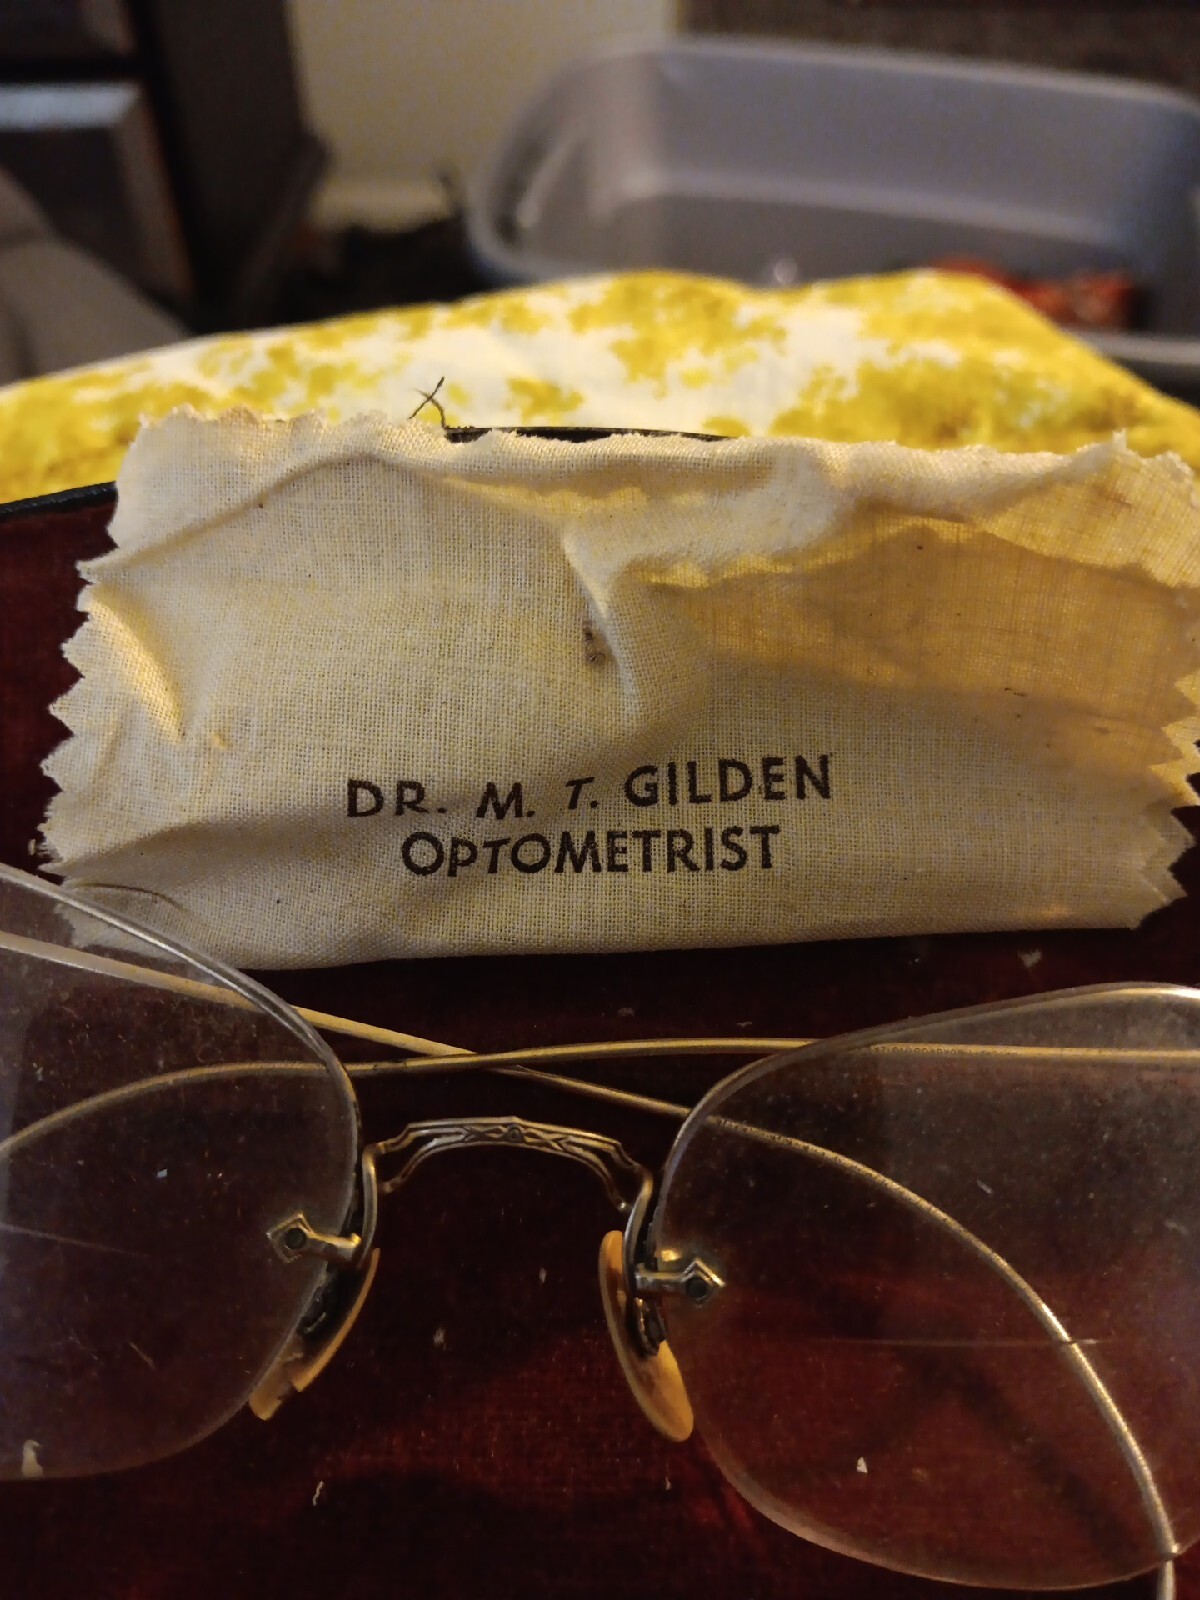 DR. M. T. GILDEN
OPTOMETRIST